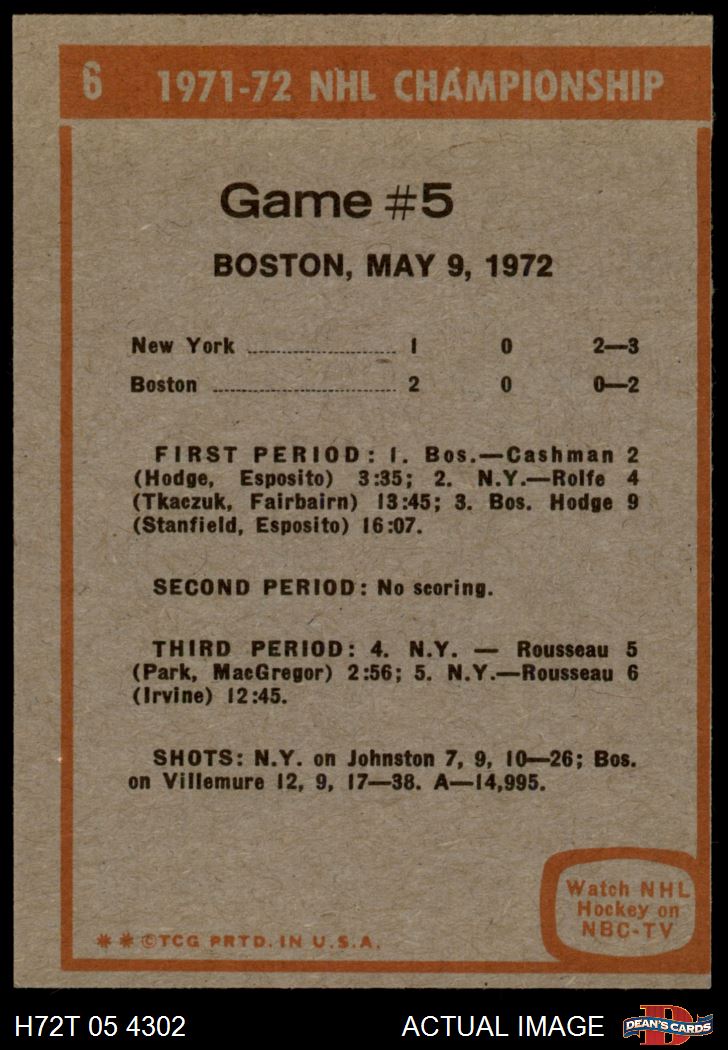 6 1971-72 NHL CHAMPIONSHIP
Game #5
BOSTON, MAY 9, 1972
New York 1 0 2—3
Boston 2 0 0—2
FIRST PERIOD: 1. Bos.—Cashman 2
(Hodge, Esposito) 3:35; 2. N.Y.—Rolfe 4
(Tkaczuk, Fairbairn) 13:45; 3. Bos. Hodge 9
(Stanfield, Esposito) 16:07.
SECOND PERIOD: No scoring.
THIRD PERIOD: 4. N.Y. — Rousseau 5
(Park, MacGregor) 2:56; 5. N.Y.—Rousseau 6
(Irvine) 12:45.
SHOTS: N.Y. on Johnston 7, 9, 10—26; Bos.
on Villemure 12, 9, 17—38. A—14,995.
Watch NHL
Hockey on
NBC-TV
**©TCG PRTD. IN U.S.A.
H72T 05 4302 ACTUAL IMAGE D DEAN'S CARDS